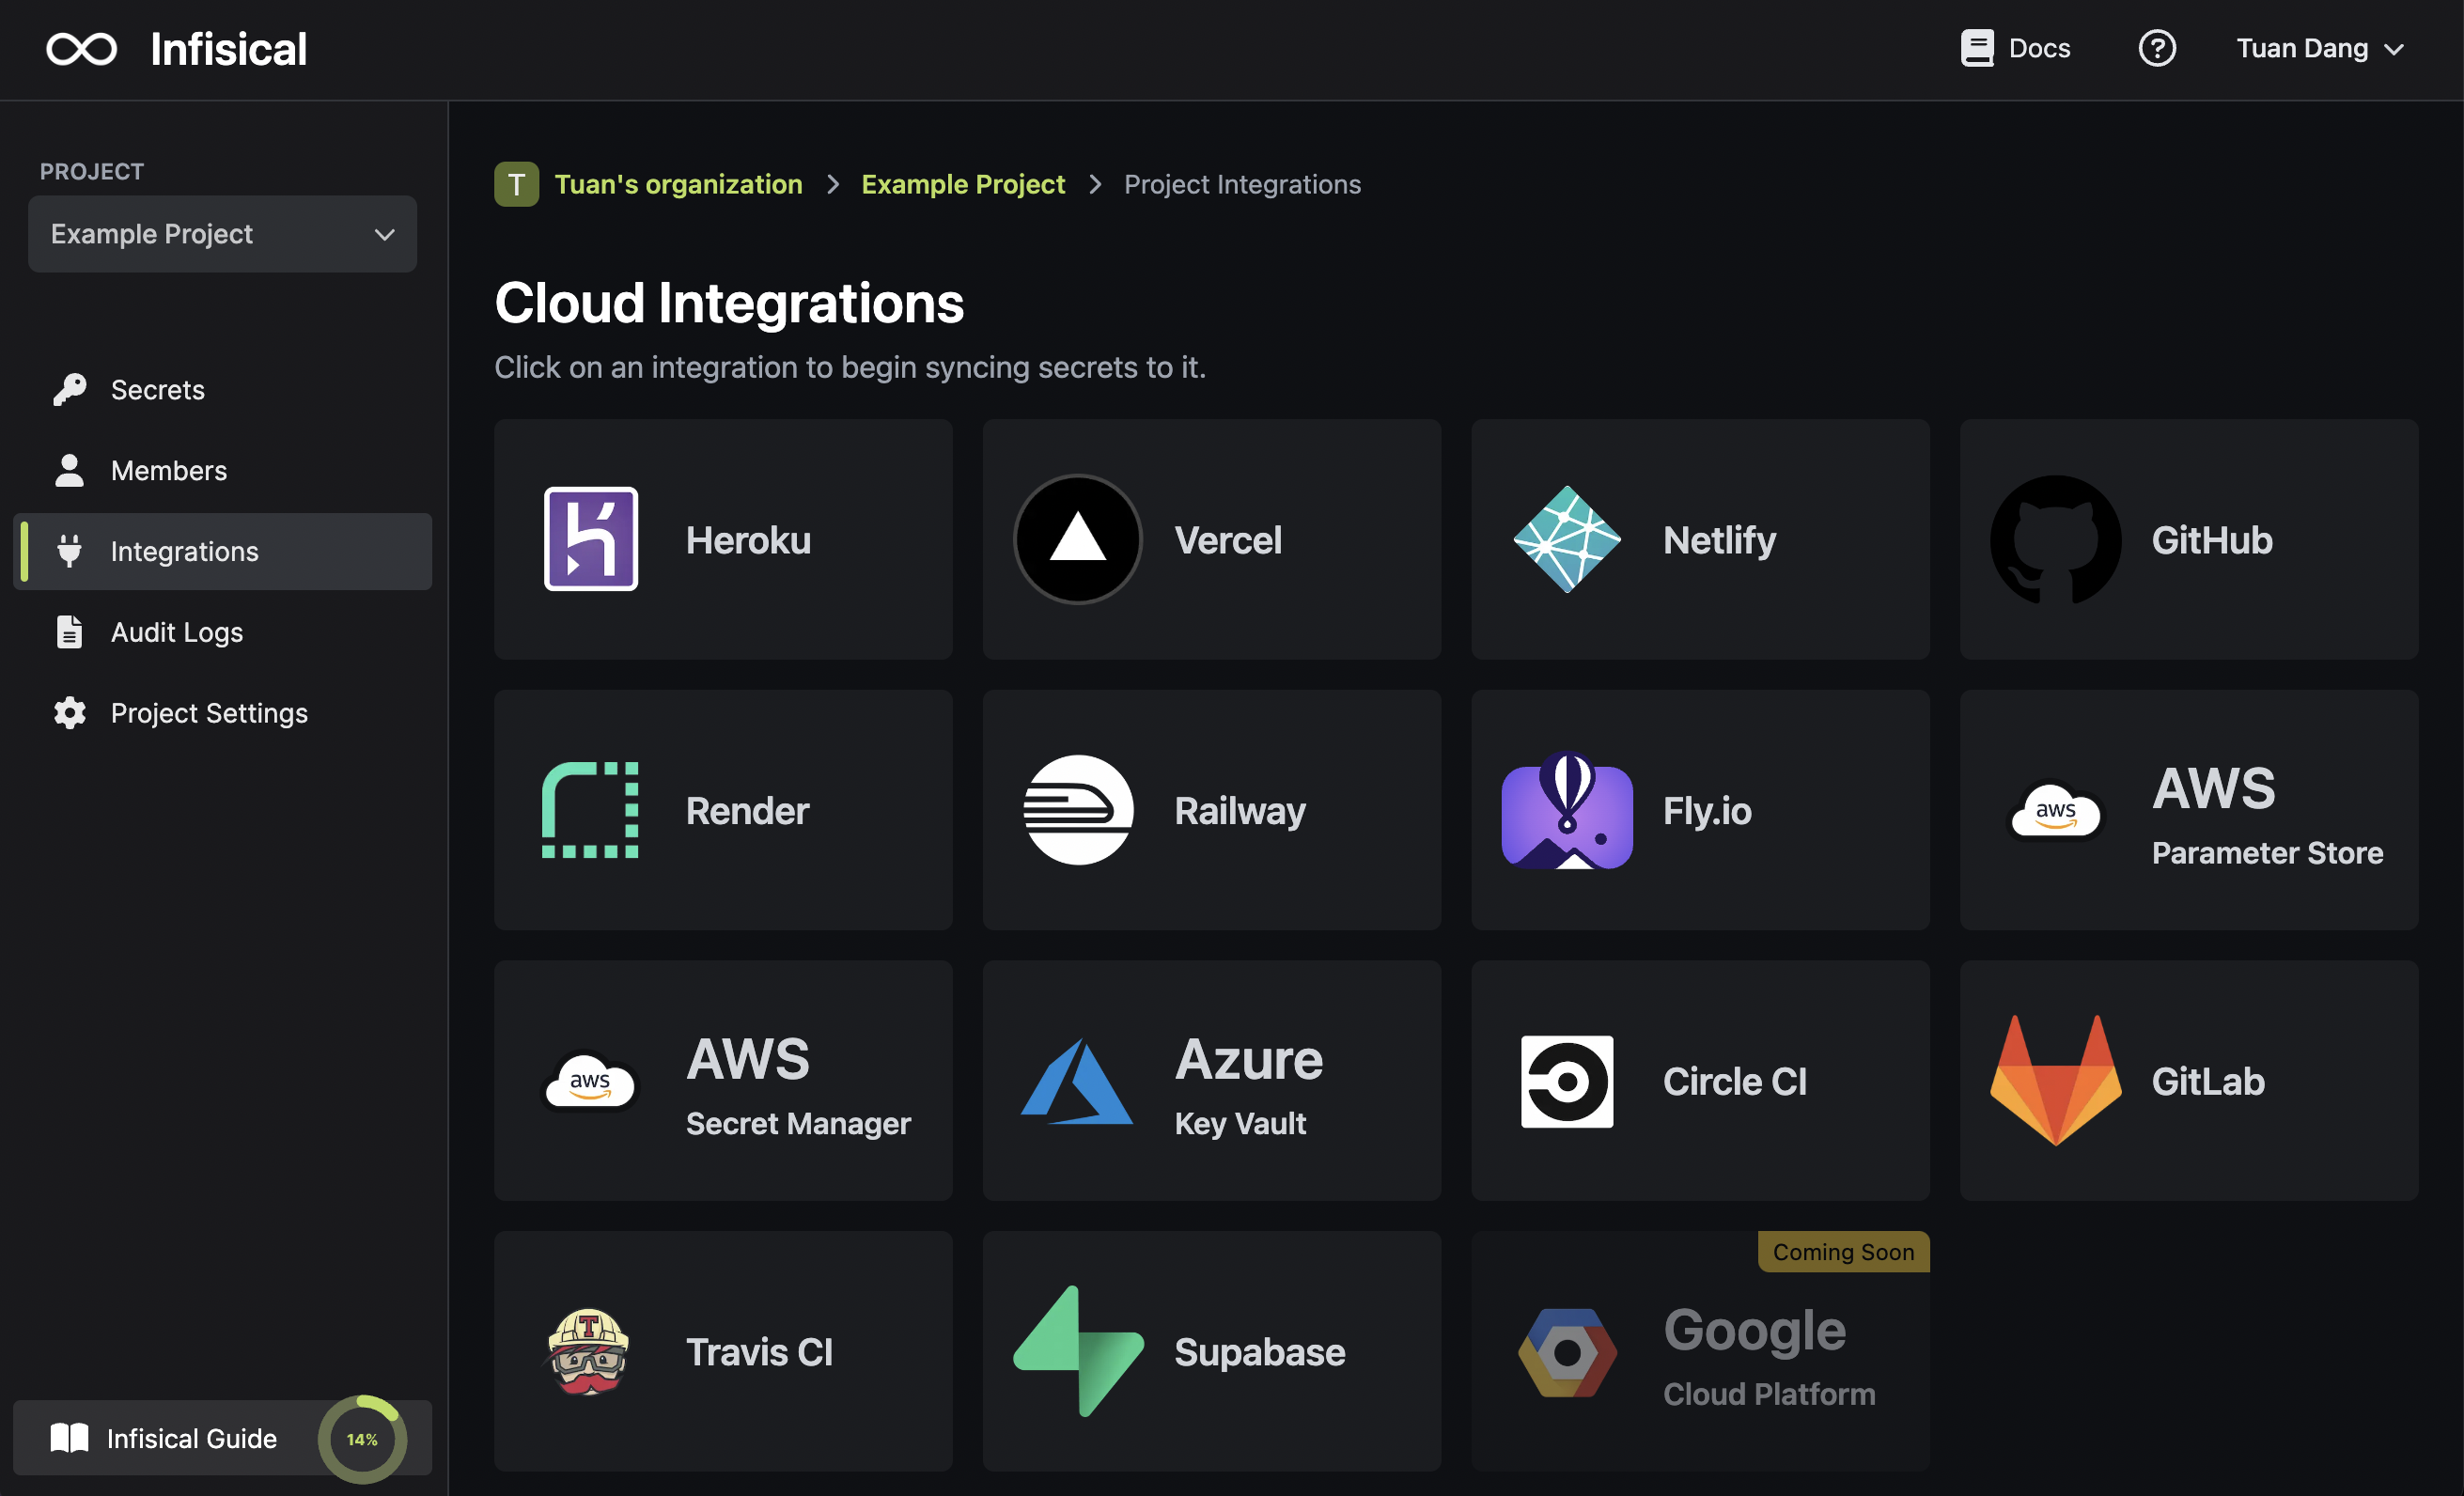 Infisical
Docs
Tuan Dang
PROJECT
Example Project
Secrets
Members
Integrations
Audit Logs
Project Settings
Infisical Guide
14%
T Tuan's organization > Example Project > Project Integrations
Cloud Integrations
Click on an integration to begin syncing secrets to it.
Heroku
Vercel
Netlify
GitHub
Render
Railway
Fly.io
aws
AWS
Parameter Store
aws
AWS
Secret Manager
Azure
Key Vault
Circle CI
GitLab
T
Travis CI
Supabase
Coming Soon
Google
Cloud Platform